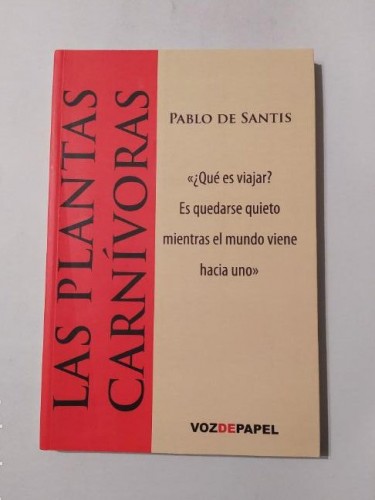 LAS PLANTAS
CARNÍVORAS
PABLO DE SANTIS
«¿Qué es viajar?
Es quedarse quieto
mientras el mundo viene
hacia uno»
VOZDEPAPEL